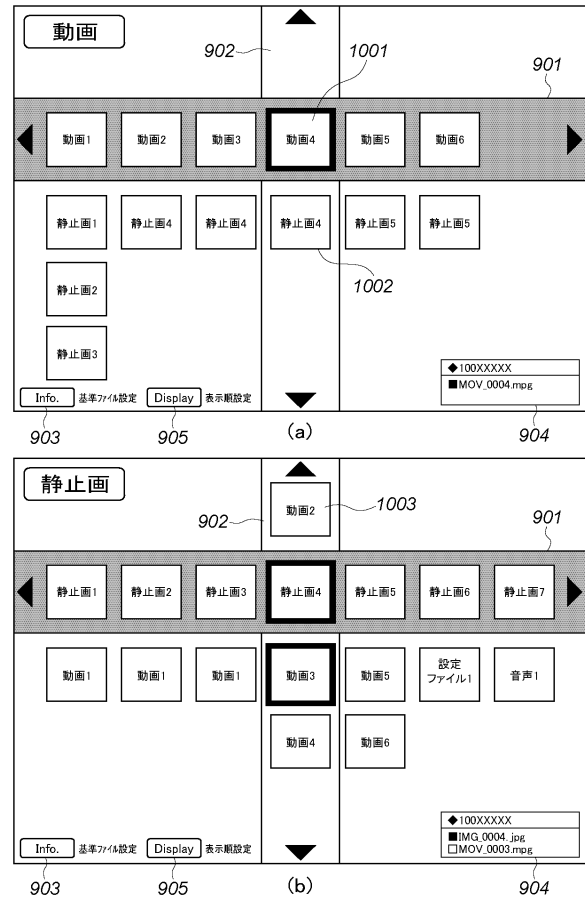 動画
902
1001
901
動画1 動画2 動画3 動画4 動画5 動画6
静止画1 静止画4 静止画4 静止画4 静止画5 静止画5
1002
静止画2
静止画3
◆100XXXXX
■MOV_0004.mpg
Info. 基準ファイル設定 Display 表示順設定
903 905 (a) 904
静止画
動画2
1003
902
901
静止画1 静止画2 静止画3 静止画4 静止画5 静止画6 静止画7
動画1 動画1 動画1 動画3 動画5 設定
ファイル1 音声1
動画4 動画6
◆100XXXXX
■IMG_0004.jpg
□MOV_0003.mpg
Info. 基準ファイル設定 Display 表示順設定
903 905 (b) 904